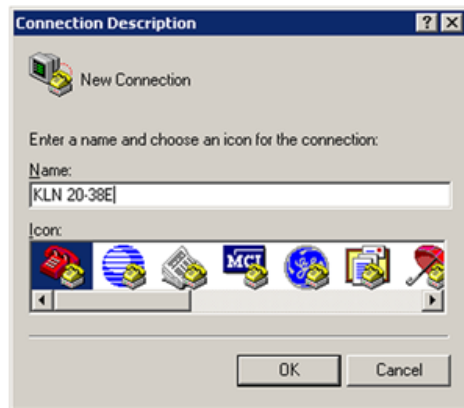 Connection Description
New Connection
Enter a name and choose an icon for the connection:
Name:
KLN 20-38E
Icon:
MCI
OK Cancel